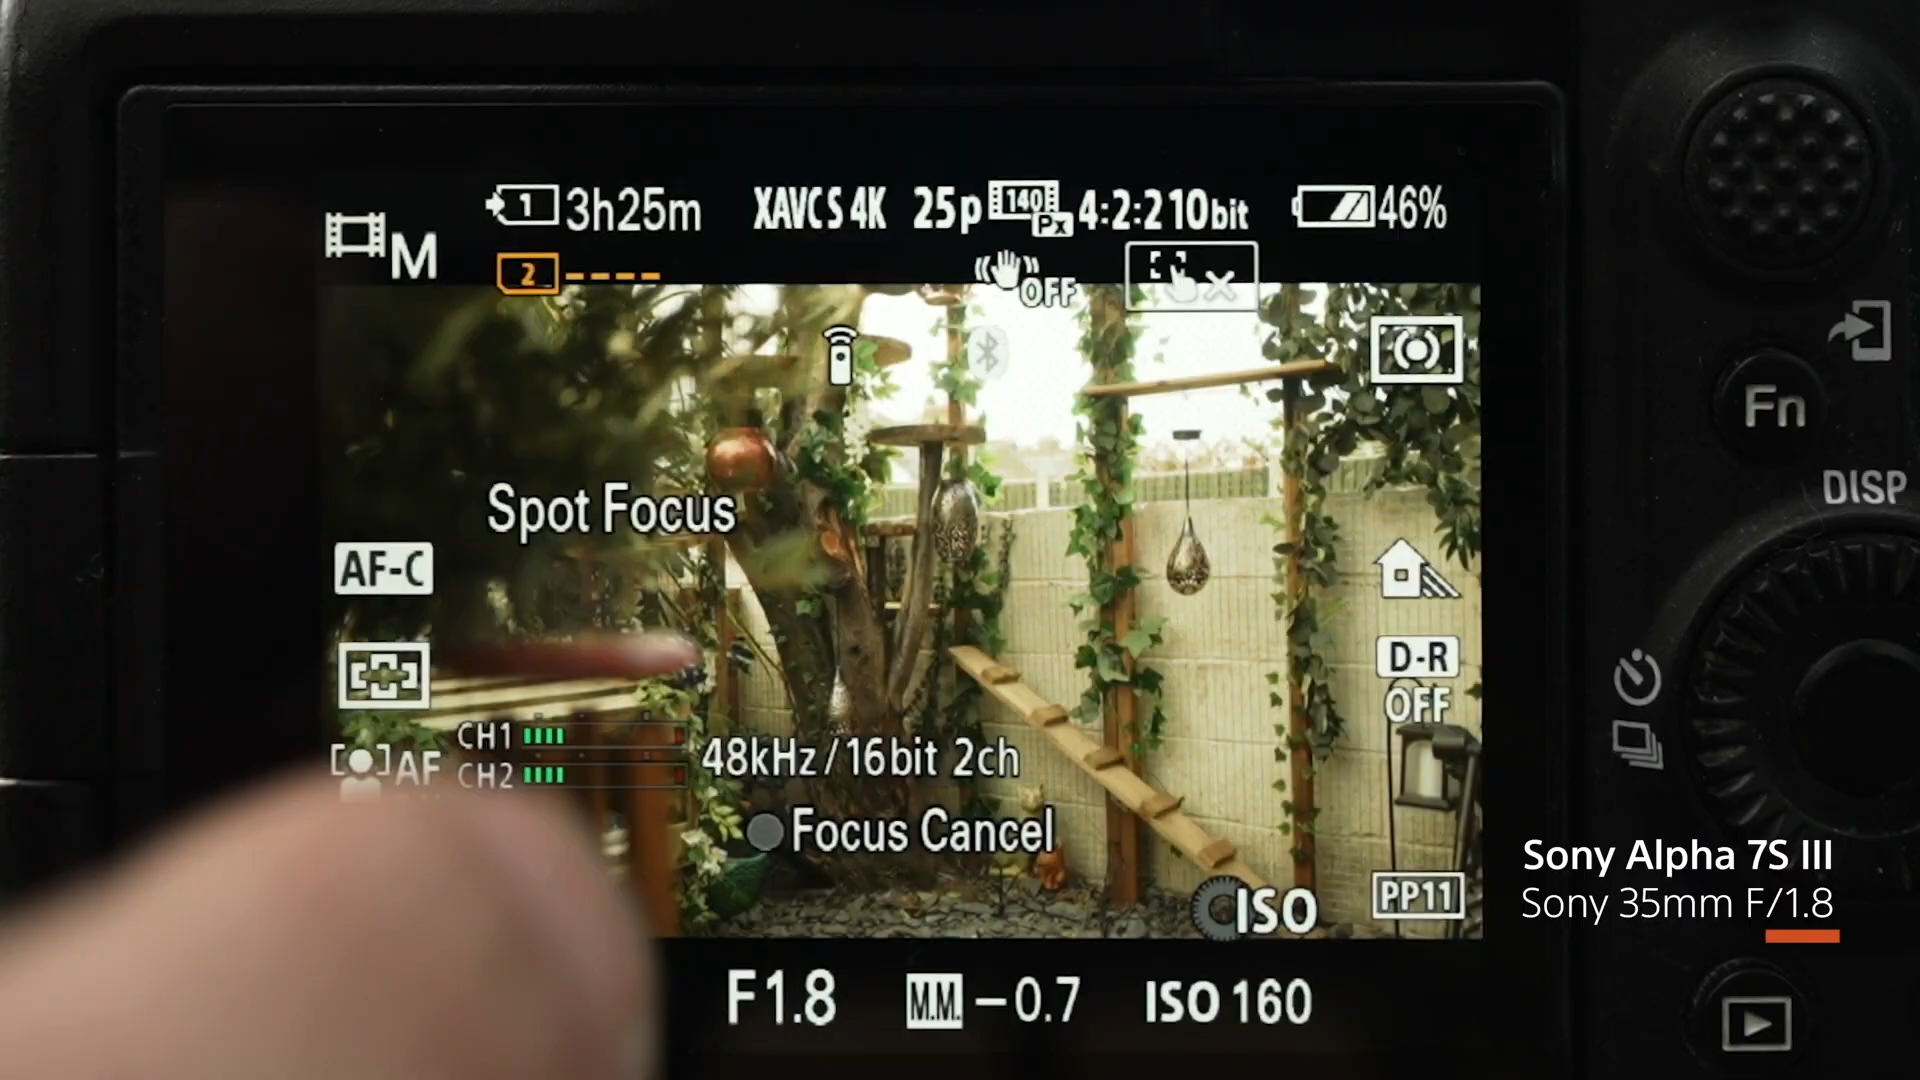 1 3h25m XAVC S 4K 25p 140 Px 4:2:2 10bit 46%
M
2 ----
OFF
Fn
DISP
Spot Focus
AF-C
D-R
OFF
CH1
CH2
48kHz/16bit 2ch
AF
Focus Cancel
ISO
PP11
Sony Alpha 7S III
Sony 35mm F/1.8
F1.8 M.M. −0.7 ISO 160